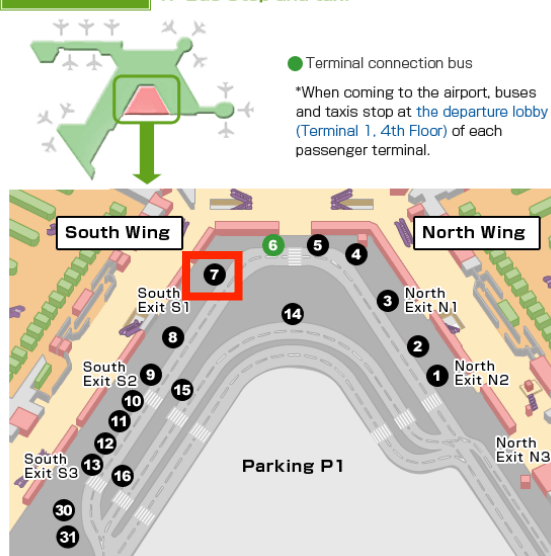 Terminal connection bus
*When coming to the airport, buses
and taxis stop at the departure lobby
(Terminal 1, 4th Floor) of each
passenger terminal.
South Wing
North Wing
6
5
4
7
South
Exit S1
3
North
Exit N1
14
8
2
South
Exit S2
9
15
1
North
Exit N2
10
11
12
South
Exit S3
13
16
Parking P1
North
Exit N3
30
31